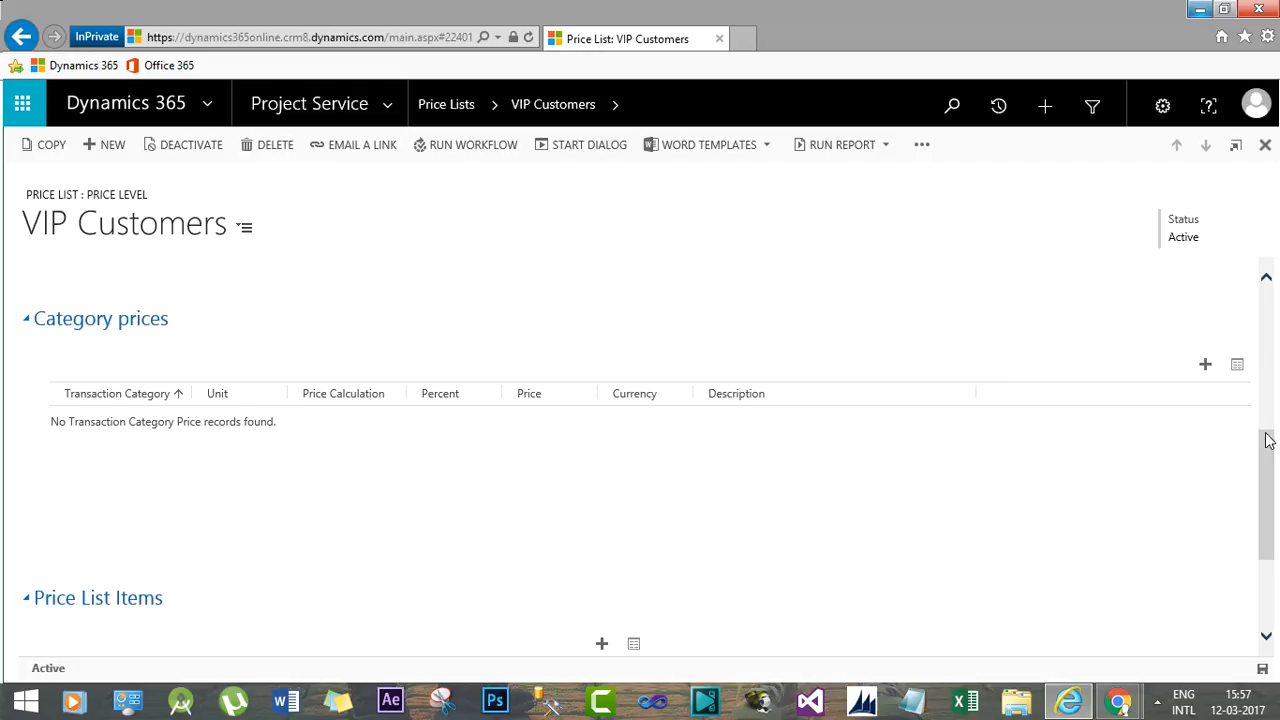 InPrivate https://dynamics365online.crm8.dynamics.com/main.aspx#22401 Price List: VIP Customers
Dynamics 365 Office 365
Dynamics 365 Project Service Price Lists VIP Customers
COPY NEW DEACTIVATE DELETE EMAIL A LINK RUN WORKFLOW START DIALOG WORD TEMPLATES RUN REPORT
PRICE LIST : PRICE LEVEL
VIP Customers
Status
Active
Category prices
Transaction Category Unit Price Calculation Percent Price Currency Description
No Transaction Category Price records found.
Price List Items
Active
Ae Ps
ENG 15:57
INTL 12-03-2017